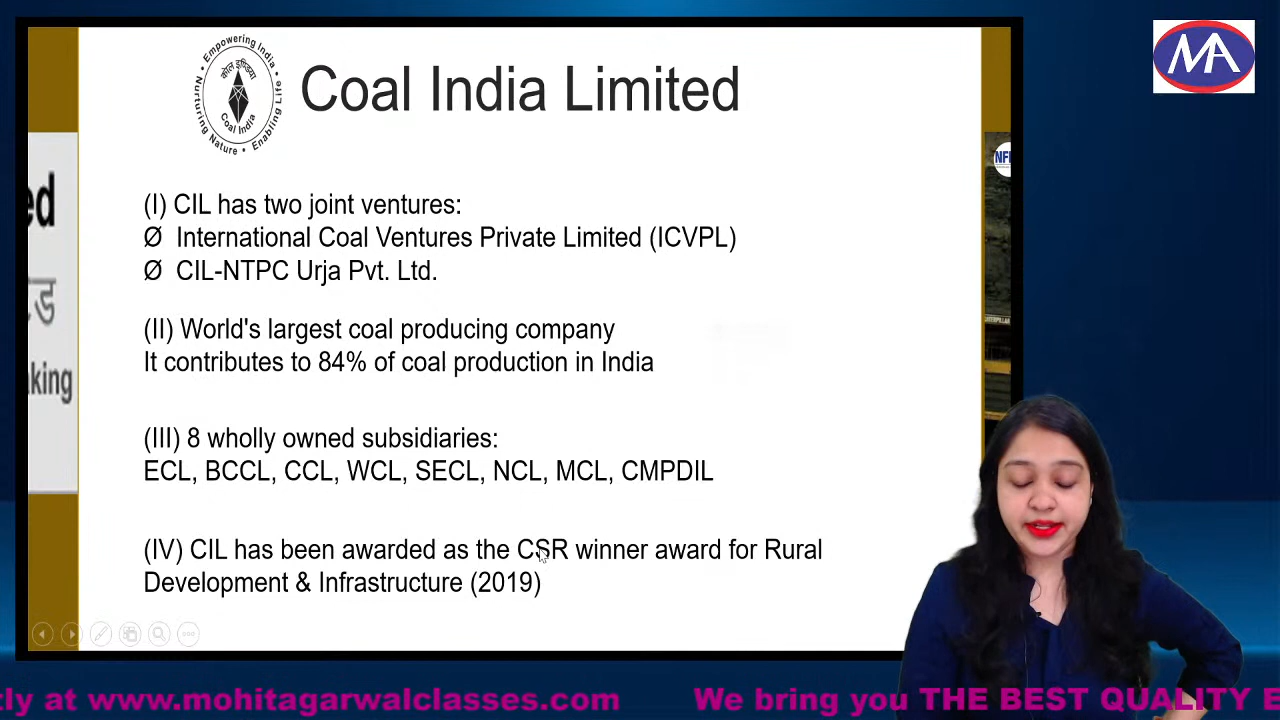 Empowering India • Enabling Life • Nurturing Nature •
कोल इण्डिया
Coal India
Coal India Limited
MA
ed
NFI
(I) CIL has two joint ventures:
Ø International Coal Ventures Private Limited (ICVPL)
Ø CIL-NTPC Urja Pvt. Ltd.
(II) World's largest coal producing company
It contributes to 84% of coal production in India
king
(III) 8 wholly owned subsidiaries:
ECL, BCCL, CCL, WCL, SECL, NCL, MCL, CMPDIL
(IV) CIL has been awarded as the CSR winner award for Rural
Development & Infrastructure (2019)
tly at www.mohitagarwalclasses.com We bring you THE BEST QUALITY E